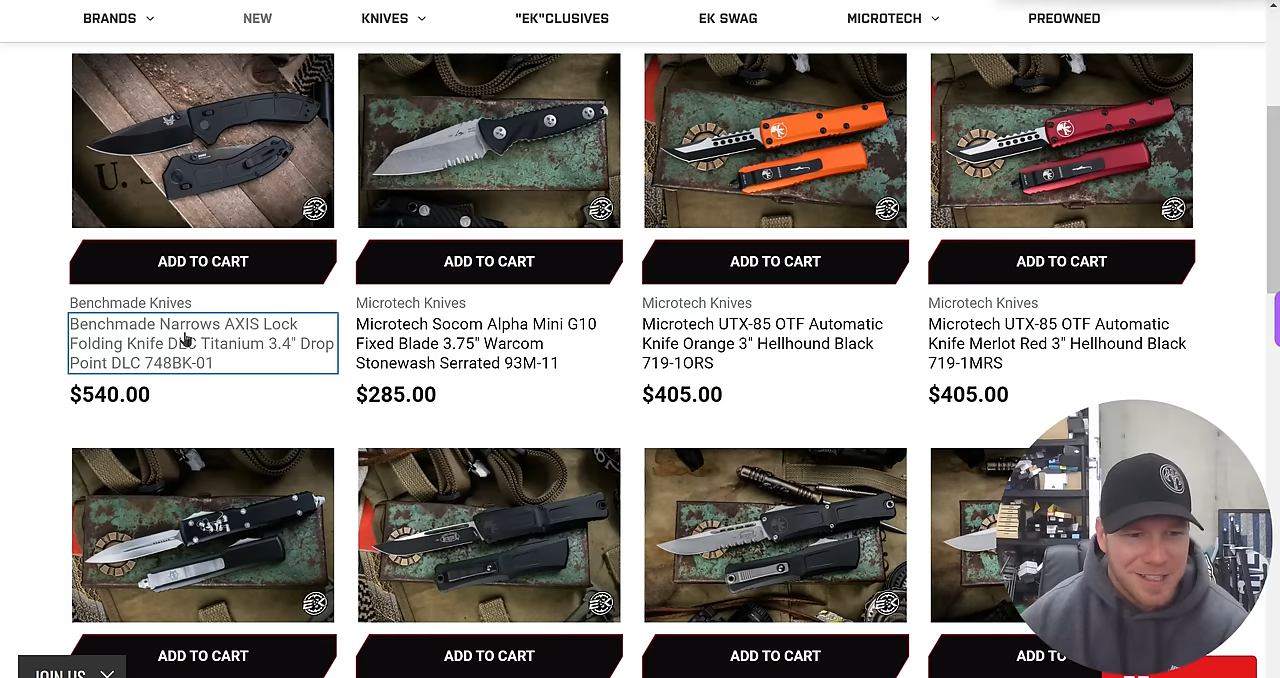 BRANDS
NEW
KNIVES
"EK"CLUSIVES
EK SWAG
MICROTECH
PREOWNED
ADD TO CART
ADD TO CART
ADD TO CART
ADD TO CART
Benchmade Knives
Benchmade Narrows AXIS Lock
Folding Knife DLC Titanium 3.4" Drop
Point DLC 748BK-01
$540.00
Microtech Knives
Microtech Socom Alpha Mini G10
Fixed Blade 3.75" Warcom
Stonewash Serrated 93M-11
$285.00
Microtech Knives
Microtech UTX-85 OTF Automatic
Knife Orange 3" Hellhound Black
719-1ORS
$405.00
Microtech Knives
Microtech UTX-85 OTF Automatic
Knife Merlot Red 3" Hellhound Black
719-1MRS
$405.00
ADD TO CART
ADD TO CART
ADD TO CART
ADD TO
JOIN US